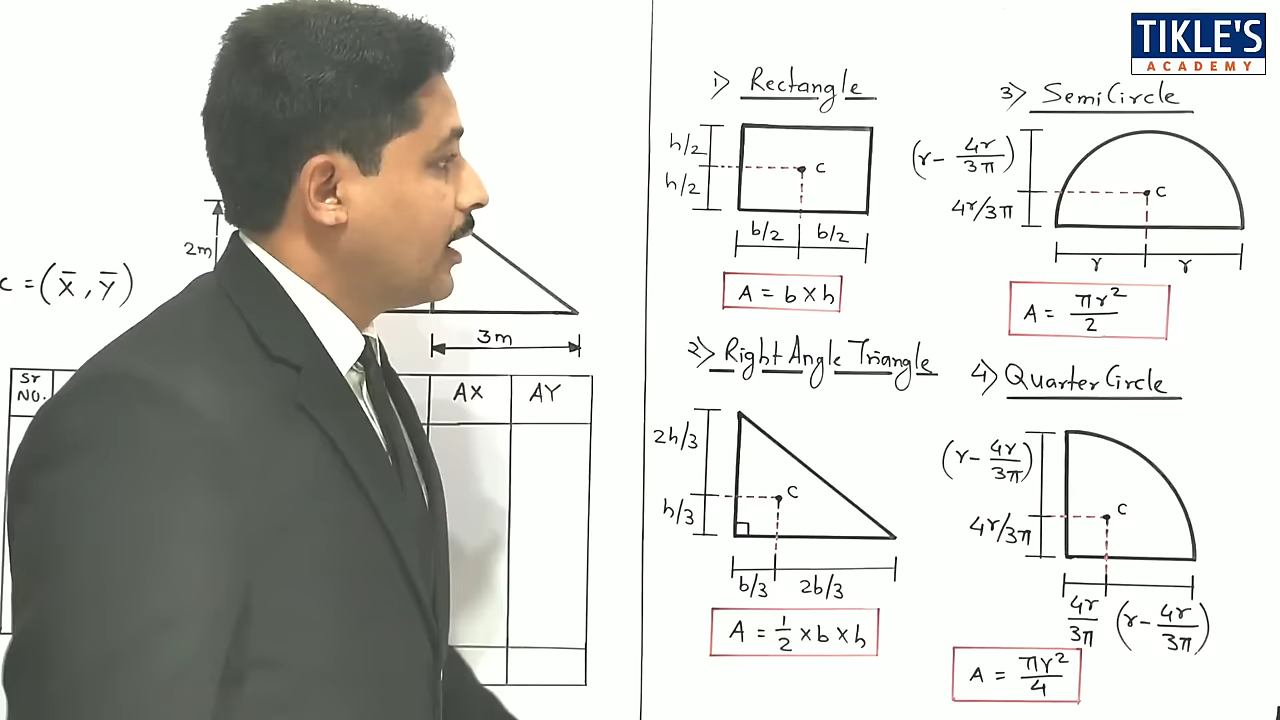 TIKLE'S
ACADEMY
2m
C = (X̄, Ȳ)
3m
Sr
NO.
AX
AY
1) Rectangle
h/2
h/2
C
b/2
b/2
A = b × h
2) Right Angle Triangle
2h/3
h/3
C
b/3
2b/3
A = 1/2 × b × h
3) Semi Circle
(r - 4r/3π)
4r/3π
C
r
r
A = πr²/2
4) Quarter Circle
(r - 4r/3π)
4r/3π
C
4r/3π
(r - 4r/3π)
A = πr²/4